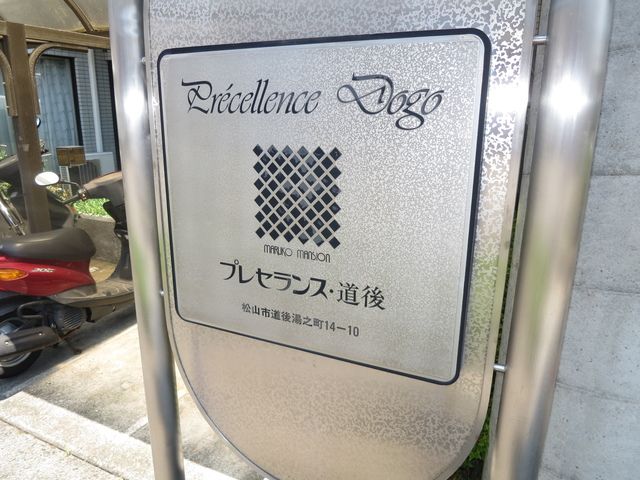 Précellence Dogo
MARUKO MANSION
プレセランス・道後
松山市道後湯之町14-10